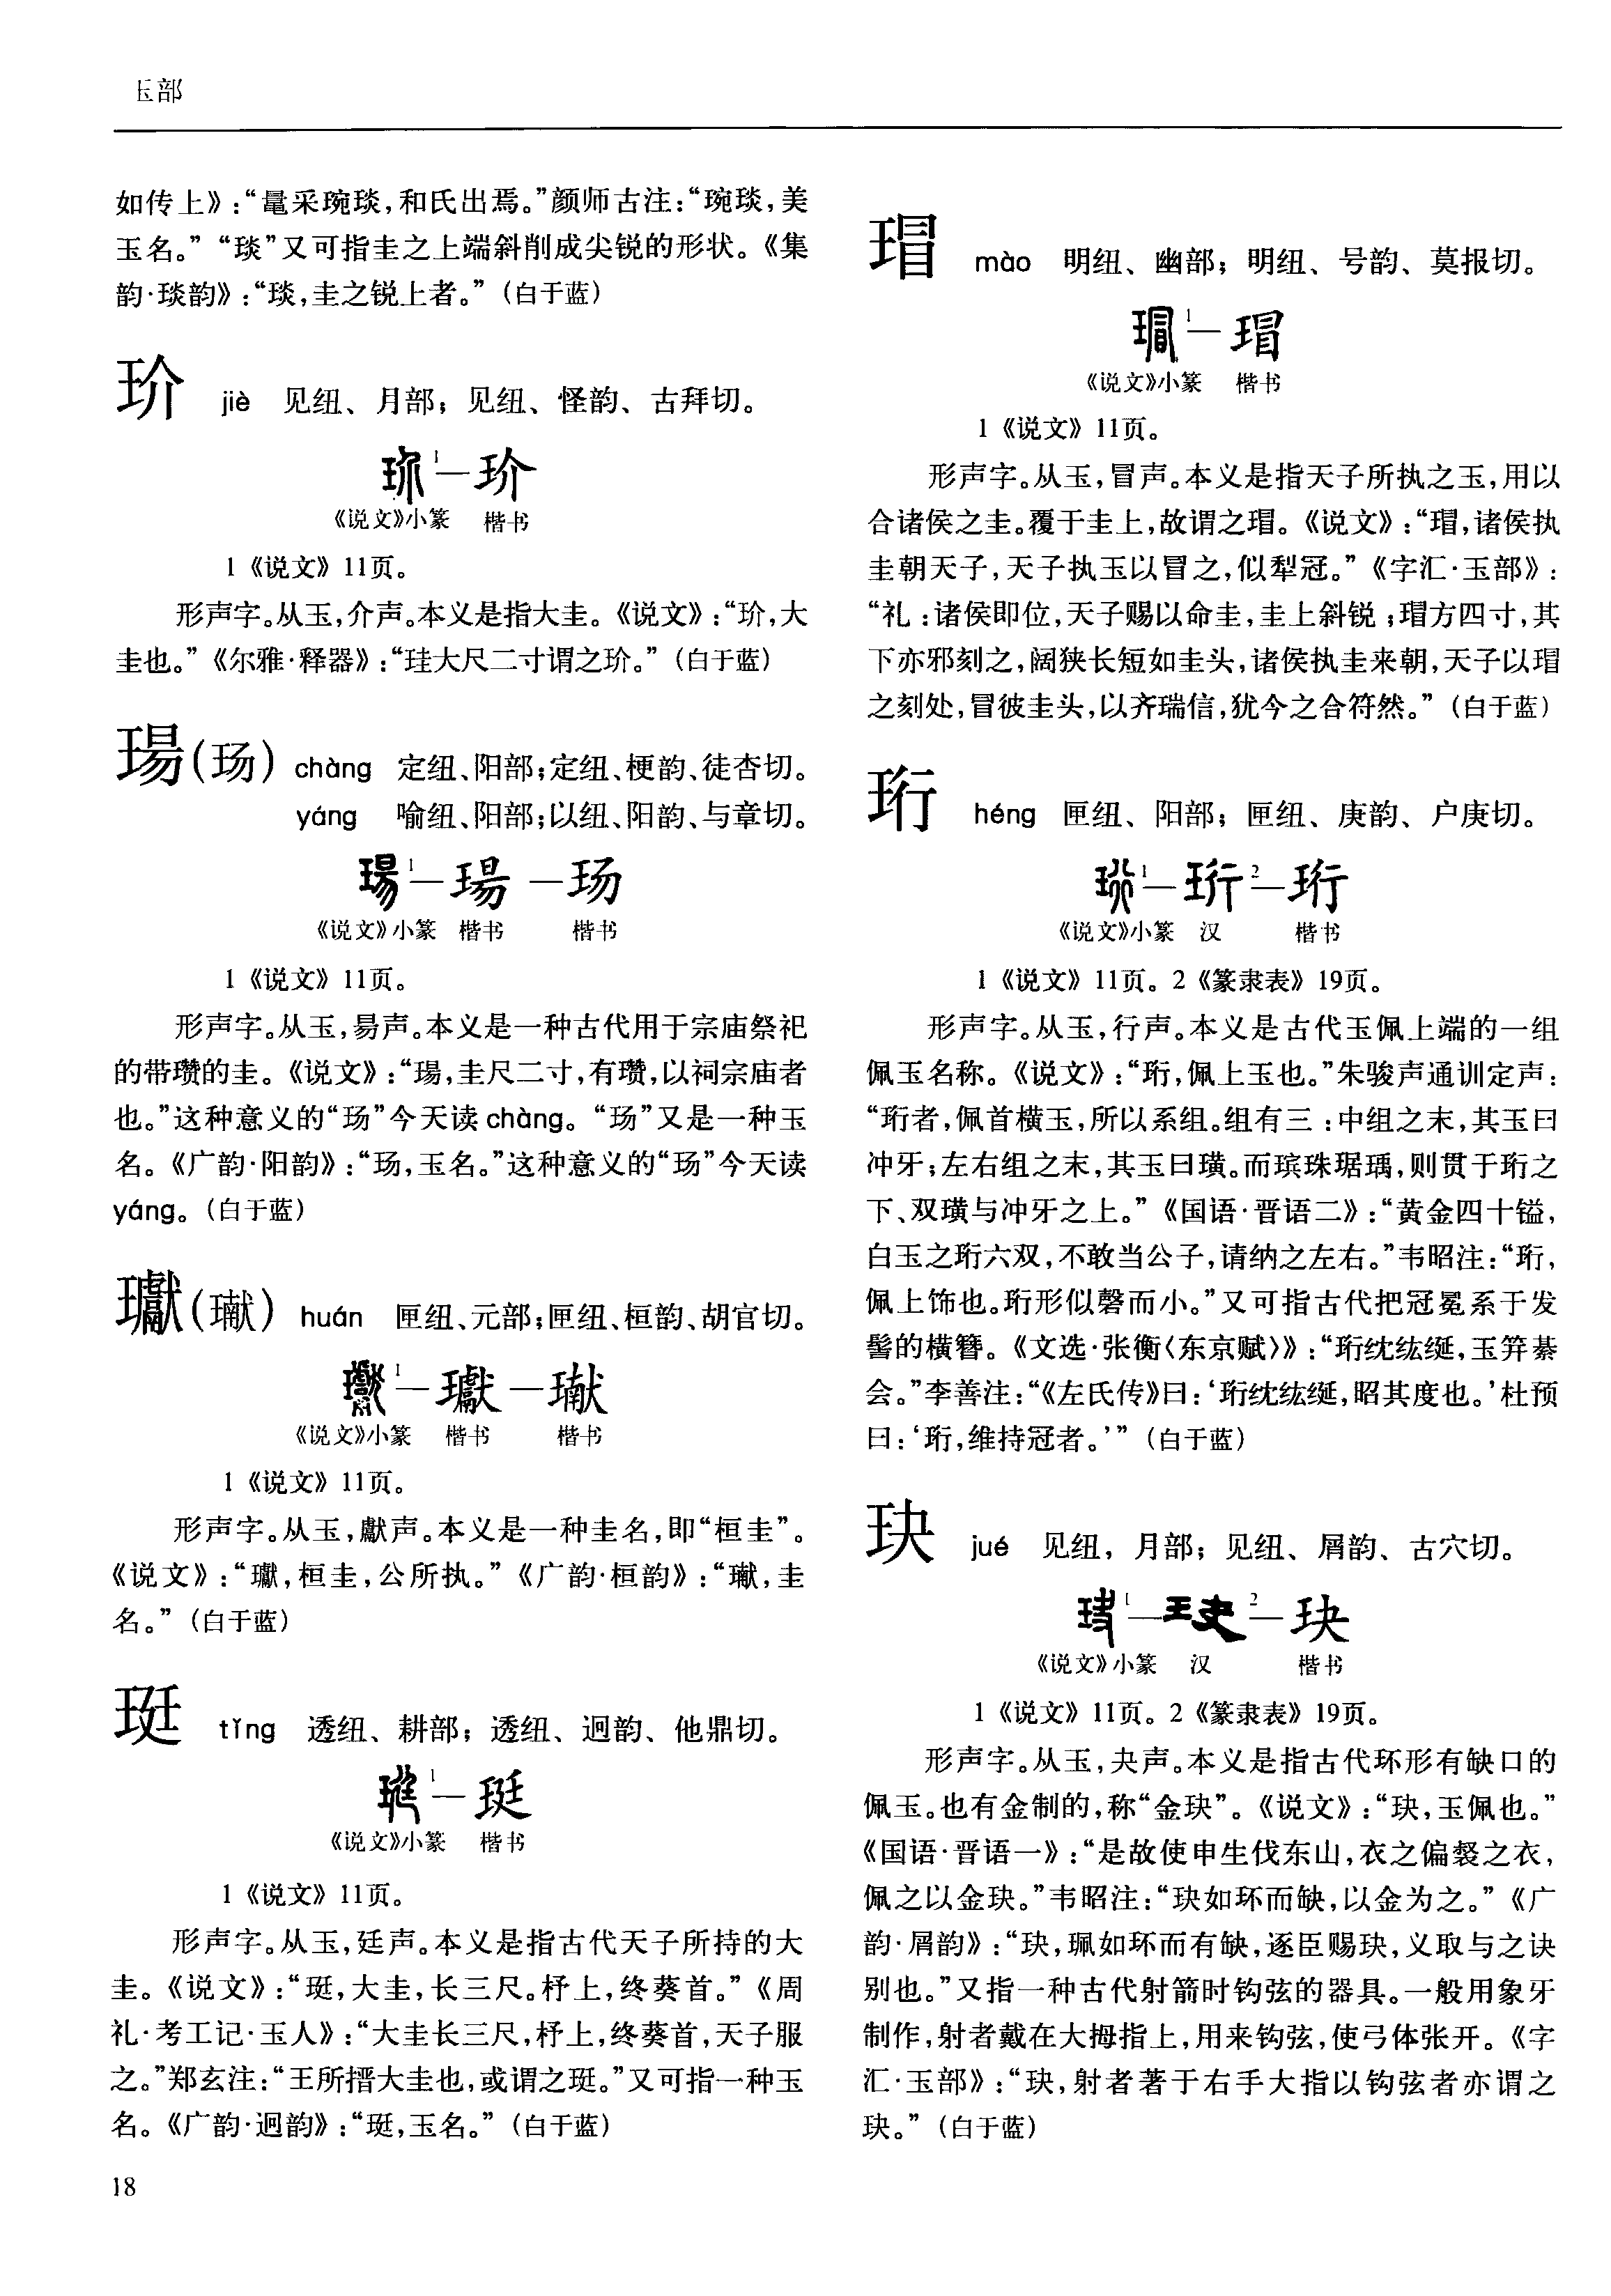 玉部
如传上》:“鼂采琬琰,和氏出焉。”颜师古注:“琬琰,美
玉名。”“琰”又可指圭之上端斜削成尖锐的形状。《集
韵·琰韵》:“琰,圭之锐上者。”(白于蓝)
玠 jiè 见纽、月部;见纽、怪韵、古拜切。
玠1—玠
《说文》小篆 楷书
1《说文》11页。
形声字。从玉,介声。本义是指大圭。《说文》:“玠,大
圭也。”《尔雅·释器》:“珪大尺二寸谓之玠。”(白于蓝)
瑒(玚) chàng 定纽、阳部;定纽、梗韵、徒杏切。
yáng 喻纽、阳部;以纽、阳韵、与章切。
瑒1—瑒—玚
《说文》小篆 楷书 楷书
1《说文》11页。
形声字。从玉,昜声。本义是一种古代用于宗庙祭祀
的带瓒的圭。《说文》:“瑒,圭尺二寸,有瓒,以祠宗庙者
也。”这种意义的“玚”今天读chàng。“玚”又是一种玉
名。《广韵·阳韵》:“玚,玉名。”这种意义的“玚”今天读
yáng。(白于蓝)
瓛(𤩽) huán 匣纽、元部;匣纽、桓韵、胡官切。
瓛1—瓛—𤩽
《说文》小篆 楷书 楷书
1《说文》11页。
形声字。从玉,獻声。本义是一种圭名,即“桓圭”。
《说文》:“瓛,桓圭,公所执。”《广韵·桓韵》:“𤩽,圭
名。”(白于蓝)
珽 tǐng 透纽、耕部;透纽、迥韵、他鼎切。
珽1—珽
《说文》小篆 楷书
1《说文》11页。
形声字。从玉,廷声。本义是指古代天子所持的大
圭。《说文》:“珽,大圭,长三尺。杼上,终葵首。”《周
礼·考工记·玉人》:“大圭长三尺,杼上,终葵首,天子服
之。”郑玄注:“王所搢大圭也,或谓之珽。”又可指一种玉
名。《广韵·迥韵》:“珽,玉名。”(白于蓝)
18
瑁 mào 明纽、幽部;明纽、号韵、莫报切。
瑁1—瑁
《说文》小篆 楷书
1《说文》11页。
形声字。从玉,冒声。本义是指天子所执之玉,用以
合诸侯之圭。覆于圭上,故谓之瑁。《说文》:“瑁,诸侯执
圭朝天子,天子执玉以冒之,似犁冠。”《字汇·玉部》:
“礼:诸侯即位,天子赐以命圭,圭上斜锐;瑁方四寸,其
下亦邪刻之,阔狭长短如圭头,诸侯执圭来朝,天子以瑁
之刻处,冒彼圭头,以齐瑞信,犹今之合符然。”(白于蓝)
珩 héng 匣纽、阳部;匣纽、庚韵、户庚切。
珩1—珩2—珩
《说文》小篆 汉 楷书
1《说文》11页。2《篆隶表》19页。
形声字。从玉,行声。本义是古代玉佩上端的一组
佩玉名称。《说文》:“珩,佩上玉也。”朱骏声通训定声:
“珩者,佩首横玉,所以系组。组有三:中组之末,其玉曰
冲牙;左右组之末,其玉曰璜。而玭珠琚瑀,则贯于珩之
下、双璜与冲牙之上。”《国语·晋语二》:“黄金四十镒,
白玉之珩六双,不敢当公子,请纳之左右。”韦昭注:“珩,
佩上饰也。珩形似磬而小。”又可指古代把冠冕系于发
髻的横簪。《文选·张衡〈东京赋〉》:“珩紞纮綖,玉笄綦
会。”李善注:“《左氏传》曰:‘珩紞纮綖,昭其度也。’杜预
曰:‘珩,维持冠者。’”(白于蓝)
玦 jué 见纽,月部;见纽、屑韵、古穴切。
玦1—玦2—玦
《说文》小篆 汉 楷书
1《说文》11页。2《篆隶表》19页。
形声字。从玉,夬声。本义是指古代环形有缺口的
佩玉。也有金制的,称“金玦”。《说文》:“玦,玉佩也。”
《国语·晋语一》:“是故使申生伐东山,衣之偏裻之衣,
佩之以金玦。”韦昭注:“玦如环而缺,以金为之。”《广
韵·屑韵》:“玦,珮如环而有缺,逐臣赐玦,义取与之诀
别也。”又指一种古代射箭时钩弦的器具。一般用象牙
制作,射者戴在大拇指上,用来钩弦,使弓体张开。《字
汇·玉部》:“玦,射者著于右手大指以钩弦者亦谓之
玦。”(白于蓝)